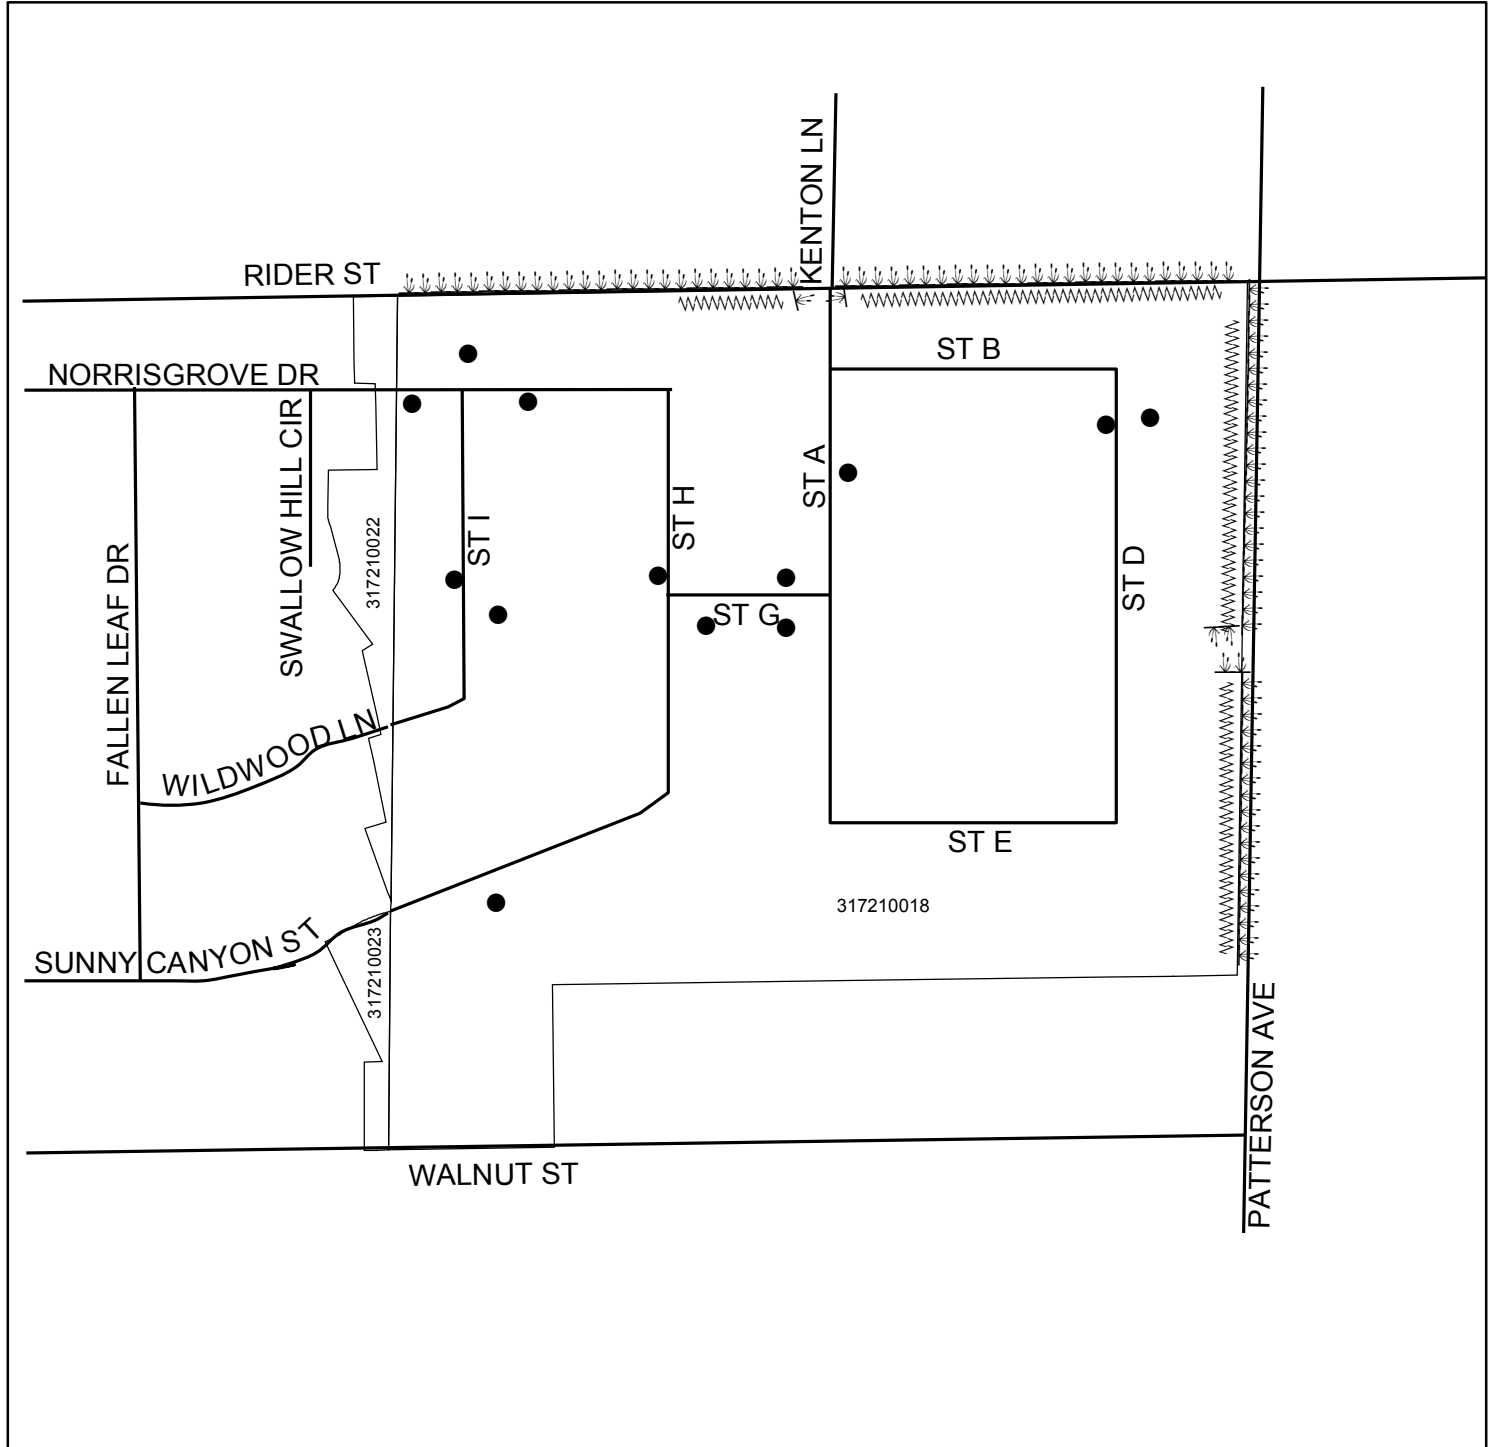 KENTON LN
RIDER ST
ST B
NORRISGROVE DR
SWALLOW HILL CIR
ST A
ST H
ST I
317210022
FALLEN LEAF DR
ST D
ST G
WILDWOOD LN
ST E
317210018
SUNNY CANYON ST
317210023
PATTERSON AVE
WALNUT ST